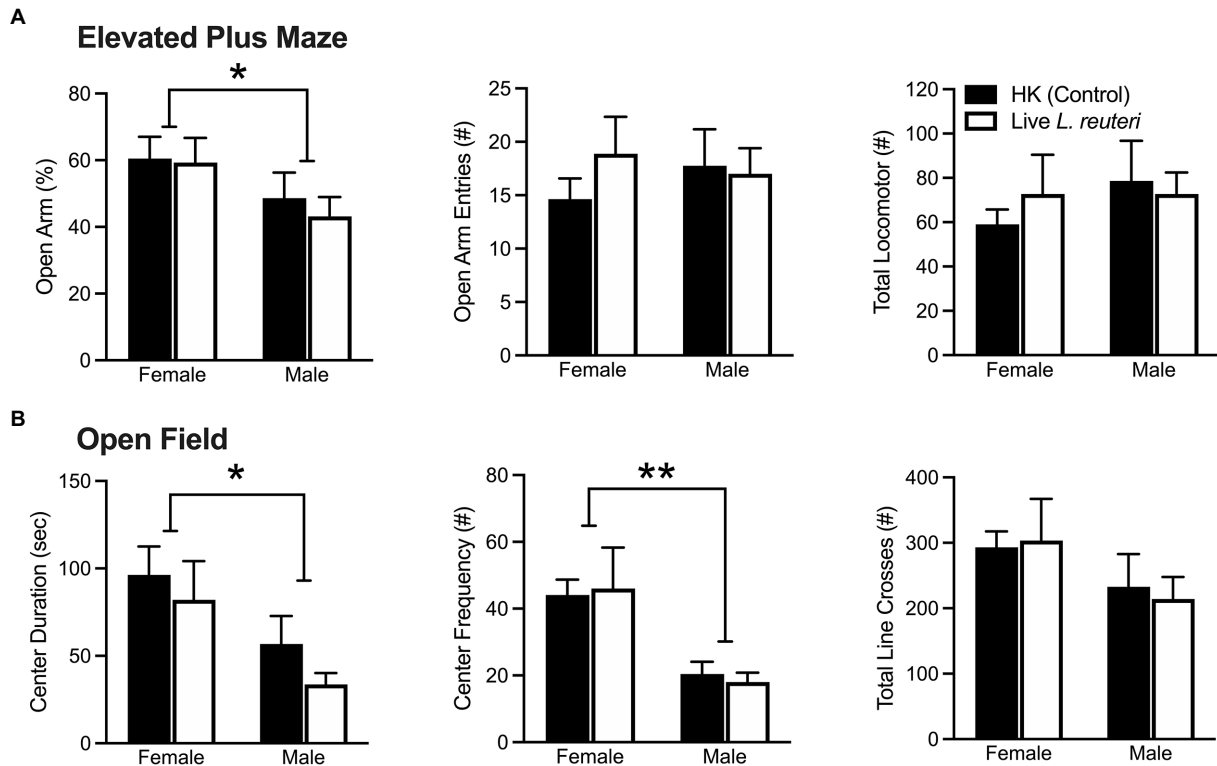 A
Elevated Plus Maze
*
Open Arm (%)
80
60
40
20
0
Female Male
Open Arm Entries (#)
25
20
15
10
5
0
Female Male
Total Locomotor (#)
120
100
80
60
40
20
0
Female Male
HK (Control)
Live L. reuteri
B
Open Field
*
Center Duration (sec)
150
100
50
0
Female Male
**
Center Frequency (#)
80
60
40
20
0
Female Male
Total Line Crosses (#)
400
300
200
100
0
Female Male